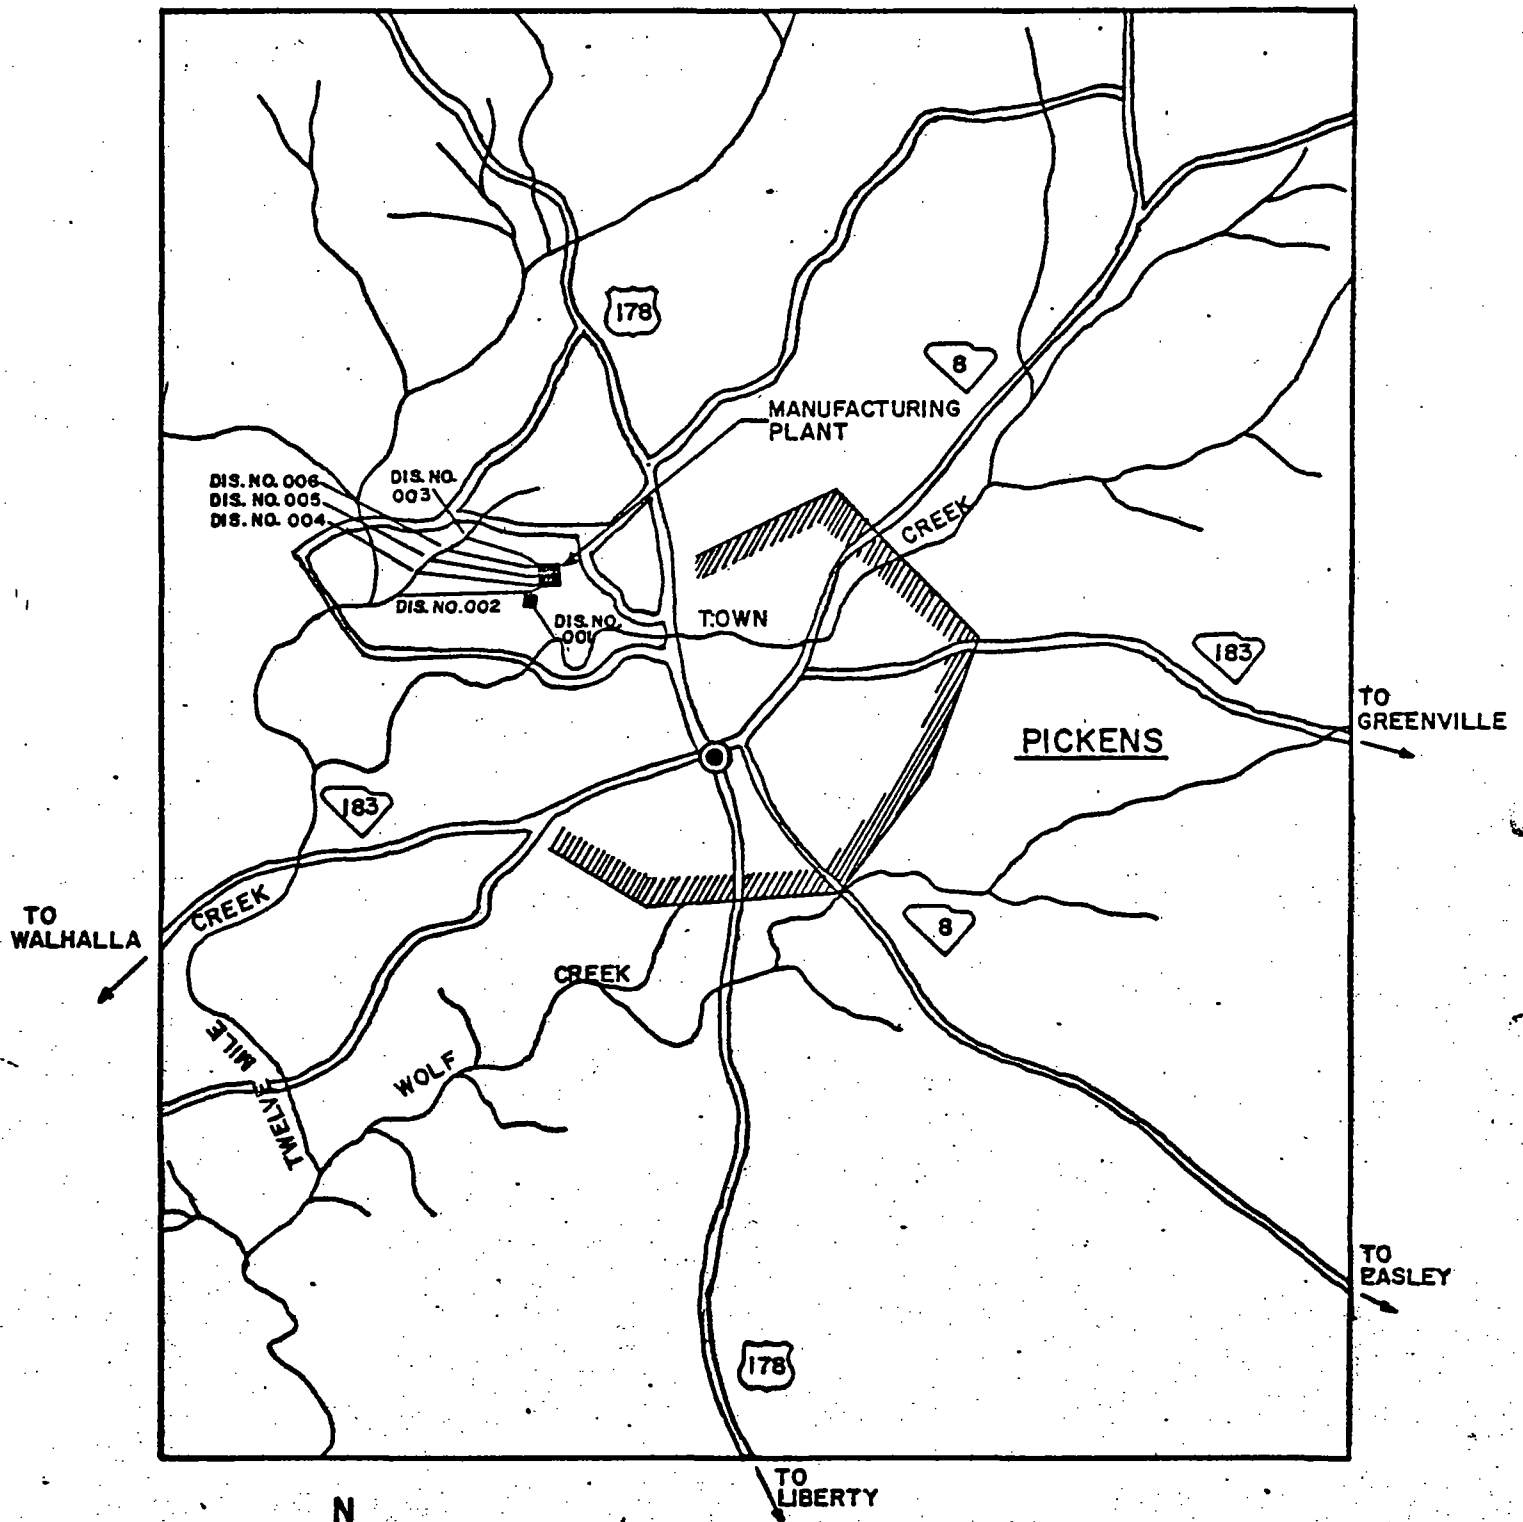 178
8
MANUFACTURING
PLANT
DIS. NO. 006
DIS. NO. 005
DIS. NO. 004
DIS. NO.
003
CREEK
DIS. NO. 002
DIS. NO.
001
TOWN
183
TO
GREENVILLE
PICKENS
183
CREEK
TO
WALHALLA
8
CREEK
TWELVE MILE
WOLF
TO
EASLEY
178
TO
LIBERTY
N